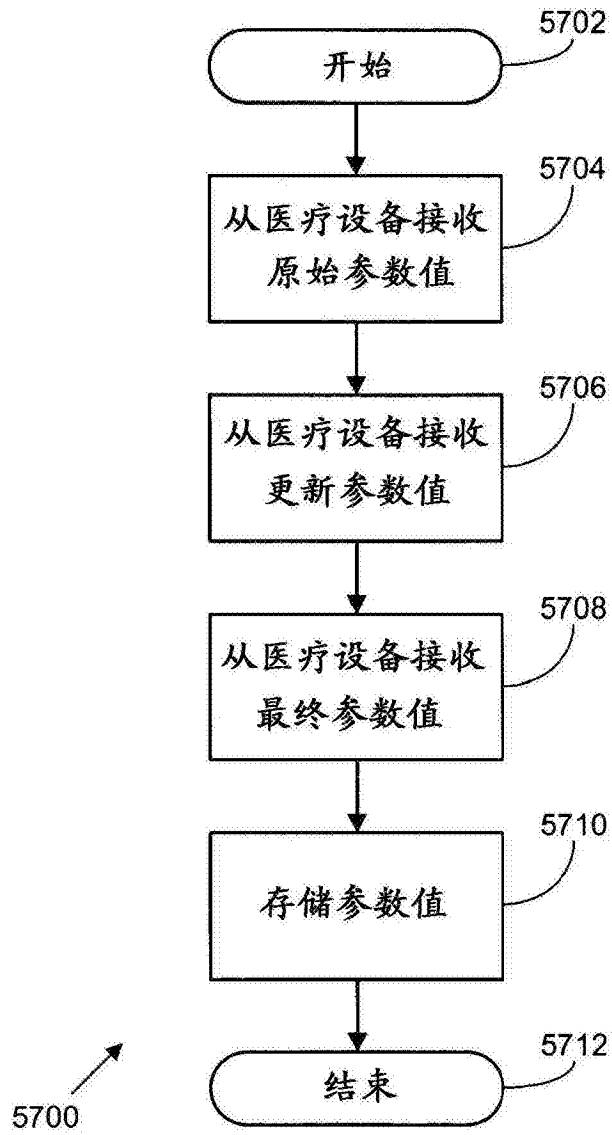 5702
开始
5704
从医疗设备接收
原始参数值
5706
从医疗设备接收
更新参数值
5708
从医疗设备接收
最终参数值
5710
存储参数值
5712
结束
5700